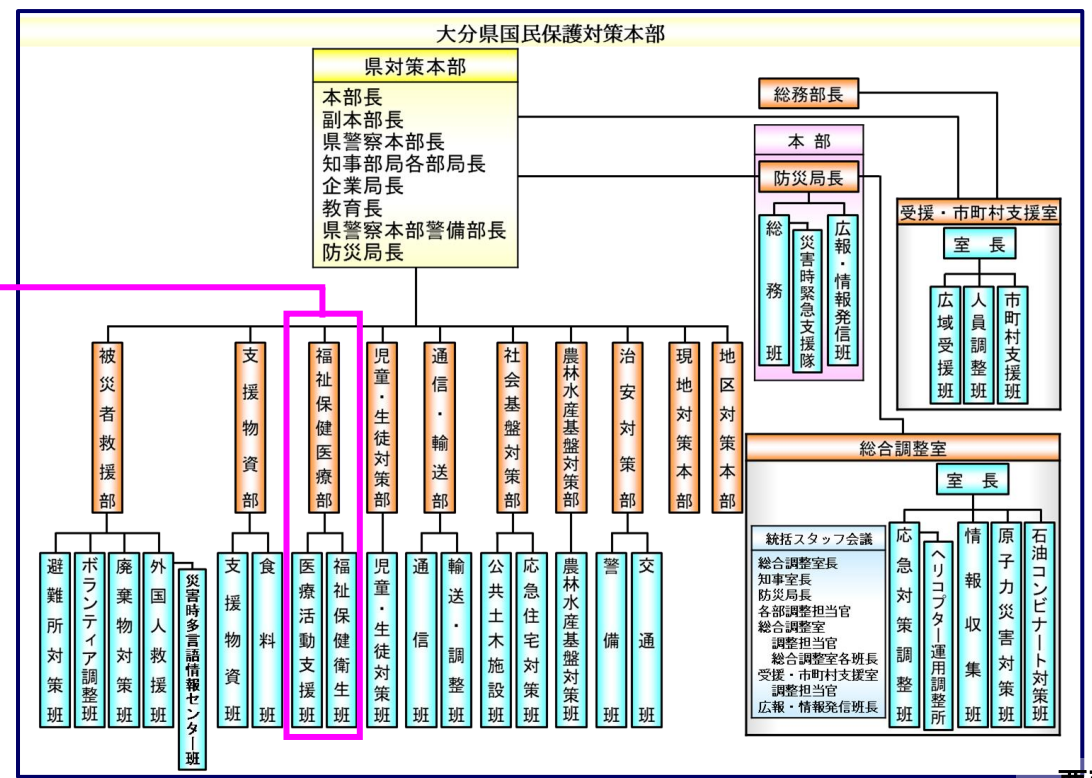 大分県国民保護対策本部
県対策本部
本部長
副本部長
県警察本部長
知事部局各部局長
企業局長
教育長
県警察本部警備部長
防災局長
総務部長
本部
防災局長
総務班
災害時緊急支援隊
広報・情報発信班
受援・市町村支援室
室長
広域受援班
人員調整班
市町村支援班
被災者救援部
支援物資部
福祉保健医療部
児童・生徒対策部
通信・輸送部
社会基盤対策部
農林水産基盤対策部
治安対策部
現地対策本部
地区対策本部
避難所対策班
ボランティア調整班
廃棄物対策班
外国人救援班
災害時多言語情報センター班
支援物資班
食料班
医療活動支援班
福祉保健衛生班
児童・生徒対策班
通信班
輸送・調整班
公共土木施設班
応急住宅対策班
農林水産基盤対策班
警備班
交通班
総合調整室
室長
統括スタッフ会議
総合調整室長
知事室長
防災局長
各部調整担当官
総合調整室
調整担当官
総合調整室各班長
受援・市町村支援室
調整担当官
広報・情報発信班長
応急対策調整班
ヘリコプター運用調整所
情報収集班
原子力災害対策班
石油コンビナート対策班